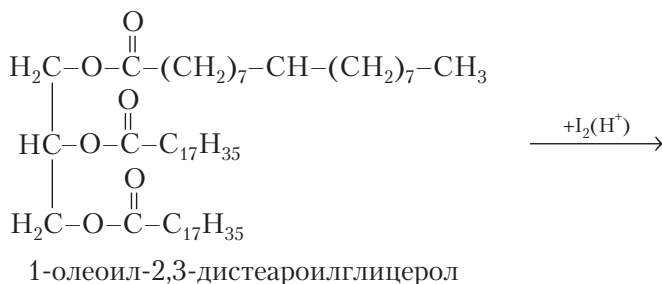 O
||
H₂C–O–C–(CH₂)₇–CH–(CH₂)₇–CH₃
O
||
HC–O–C–C₁₇H₃₅
+I₂(H⁺)
O
||
H₂C–O–C–C₁₇H₃₅
1-олеоил-2,3-дистеароилглицерол